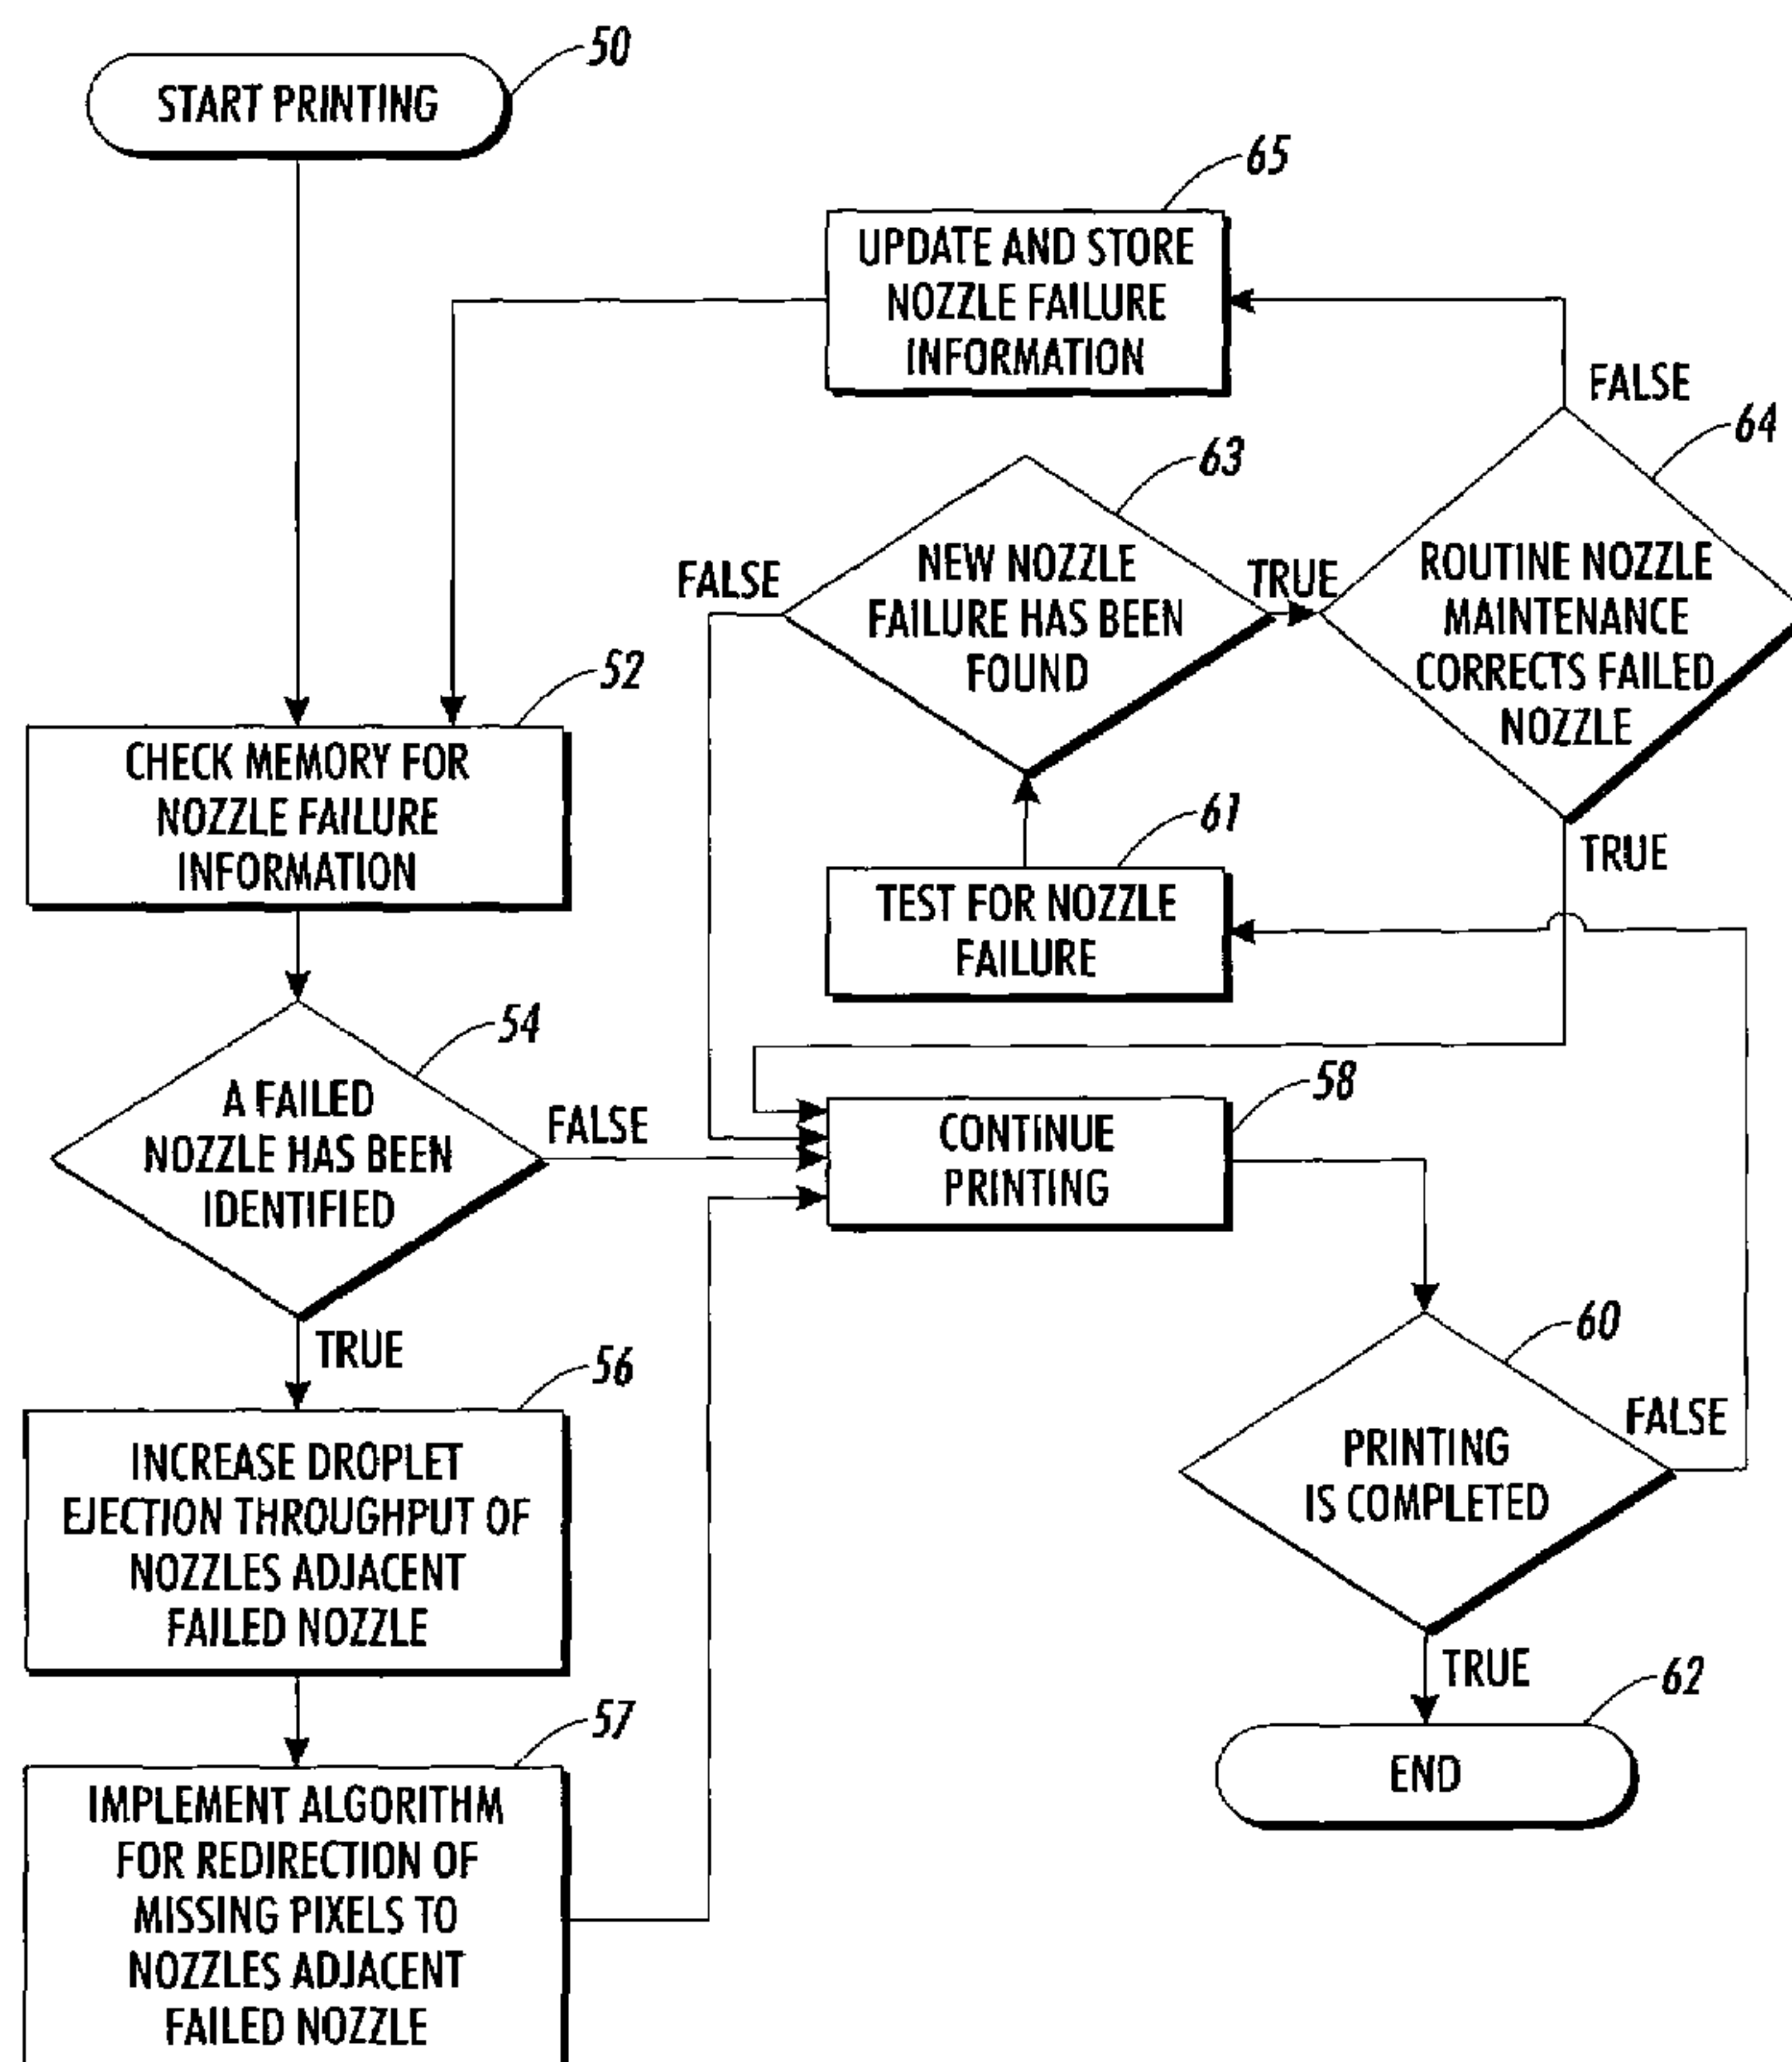 50
START PRINTING
65
UPDATE AND STORE
NOZZLE FAILURE
INFORMATION
FALSE
64
63
NEW NOZZLE
FAILURE HAS BEEN
FOUND
FALSE
TRUE
ROUTINE NOZZLE
MAINTENANCE
CORRECTS FAILED
NOZZLE
TRUE
52
CHECK MEMORY FOR
NOZZLE FAILURE
INFORMATION
61
TEST FOR NOZZLE
FAILURE
54
A FAILED
NOZZLE HAS BEEN
IDENTIFIED
FALSE
58
CONTINUE
PRINTING
TRUE
56
INCREASE DROPLET
EJECTION THROUGHPUT OF
NOZZLES ADJACENT
FAILED NOZZLE
60
FALSE
PRINTING
IS COMPLETED
TRUE
57
IMPLEMENT ALGORITHM
FOR REDIRECTION OF
MISSING PIXELS TO
NOZZLES ADJACENT
FAILED NOZZLE
62
END